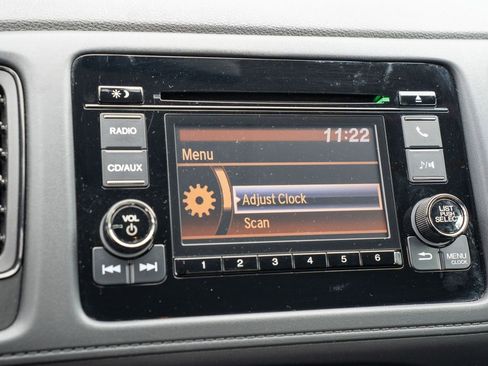 RADIO
CD/AUX
VOL
11:22
Menu
Adjust Clock
Scan
1 2 3 4 5 6
LIST
PUSH
SELECT
MENU
CLOCK